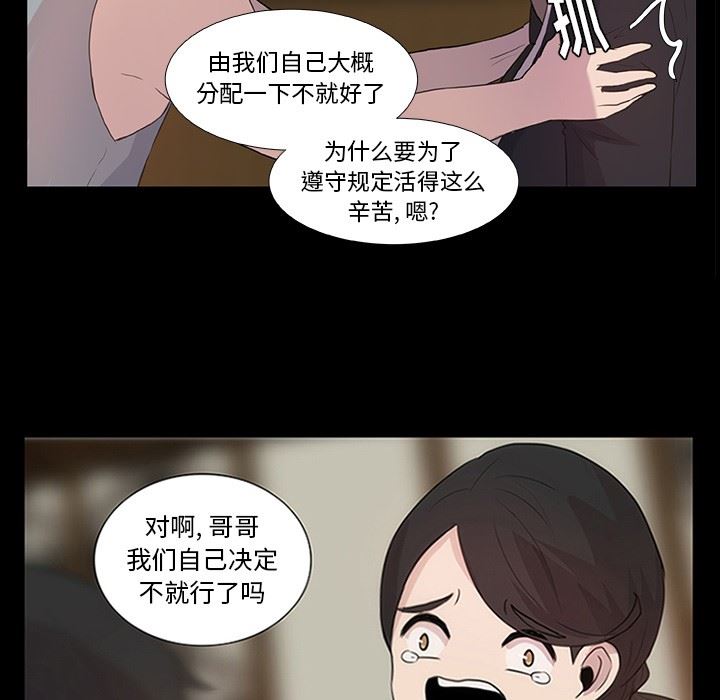 抓
由我们自己大概
分配一下不就好了
为什么要为了
遵守规定活得这么
辛苦, 嗯?
对啊, 哥哥
我们自己决定
不就行了吗